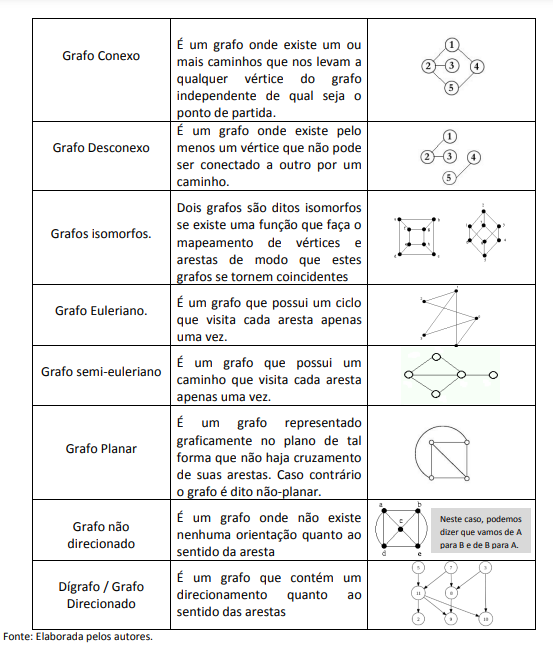 Grafo Conexo
É um grafo onde existe um ou
mais caminhos que nos levam a
qualquer vértice do grafo
independente de qual seja o
ponto de partida.
1
2
3
4
5
Grafo Desconexo
É um grafo onde existe pelo
menos um vértice que não pode
ser conectado a outro por um
caminho.
1
2
3
4
5
Grafos isomorfos.
Dois grafos são ditos isomorfos
se existe uma função que faça o
mapeamento de vértices e
arestas de modo que estes
grafos se tornem coincidentes
Grafo Euleriano.
É um grafo que possui um ciclo
que visita cada aresta apenas
uma vez.
Grafo semi-euleriano
É um grafo que possui um
caminho que visita cada aresta
apenas uma vez.
Grafo Planar
É um grafo representado
graficamente no plano de tal
forma que não haja cruzamento
de suas arestas. Caso contrário
o grafo é dito não-planar.
Grafo não
direcionado
É um grafo onde não existe
nenhuma orientação quanto ao
sentido da aresta
a
b
c
d
e
Neste caso, podemos
dizer que vamos de A
para B e de B para A.
Dígrafo / Grafo
Direcionado
É um grafo que contém um
direcionamento quanto ao
sentido das arestas
5
7
3
11
8
2
9
10
Fonte: Elaborada pelos autores.